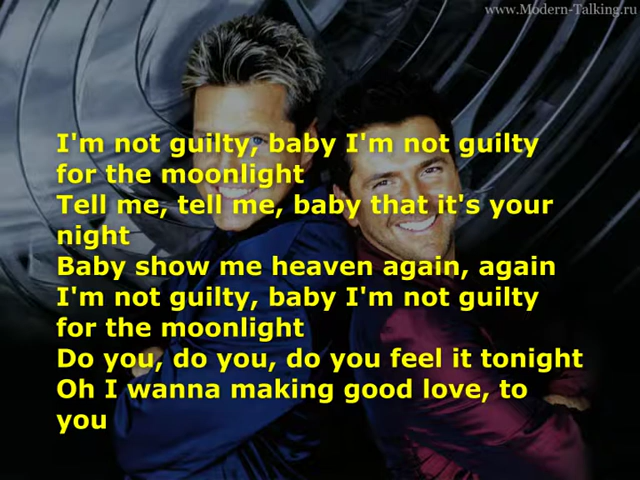 www.Modern-Talking.ru
I'm not guilty, baby I'm not guilty
for the moonlight
Tell me, tell me, baby that it's your
night
Baby show me heaven again, again
I'm not guilty, baby I'm not guilty
for the moonlight
Do you, do you, do you feel it tonight
Oh I wanna making good love, to
you